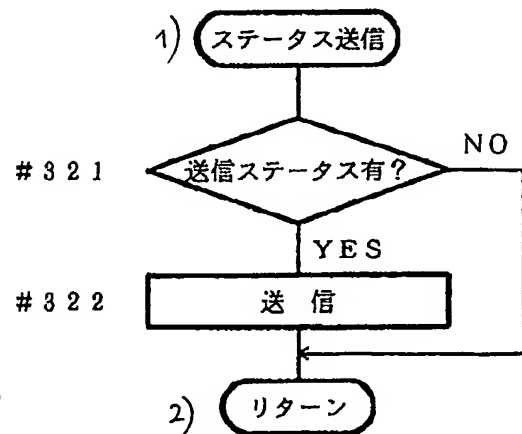 1) ステータス送信
NO
#321 送信ステータス有?
YES
#322 送 信
2) リターン